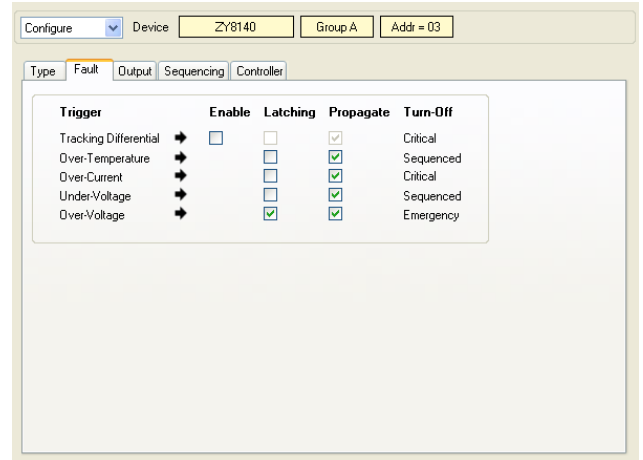 Configure Device ZY8140 Group A Addr = 03
Type Fault Output Sequencing Controller
Trigger Enable Latching Propagate Turn-Off
Tracking Differential Critical
Over-Temperature Sequenced
Over-Current Critical
Under-Voltage Sequenced
Over-Voltage Emergency